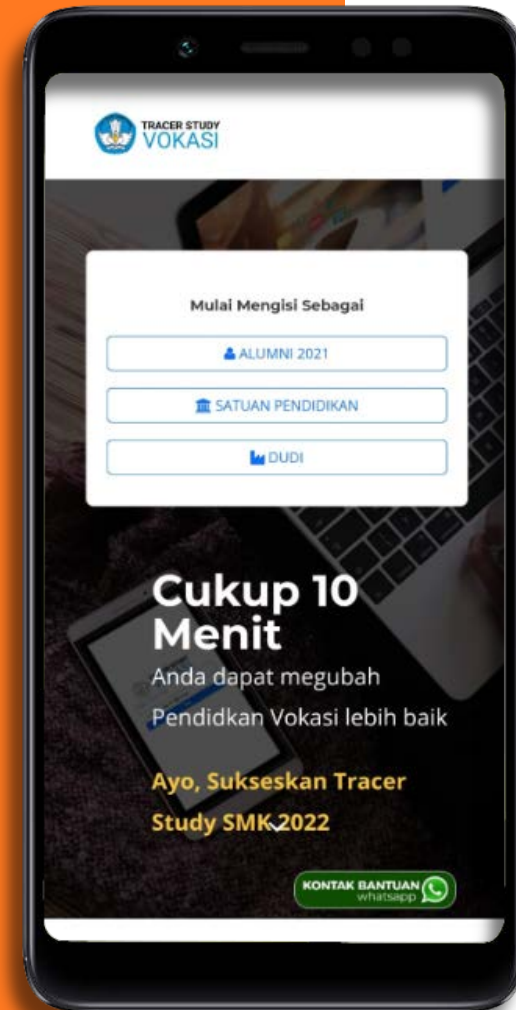 TRACER STUDY
VOKASI
Mulai Mengisi Sebagai
ALUMNI 2021
SATUAN PENDIDIKAN
DUDI
Cukup 10
Menit
Anda dapat megubah
Pendidkan Vokasi lebih baik
Ayo, Sukseskan Tracer
Study SMK 2022
KONTAK BANTUAN
whatsapp